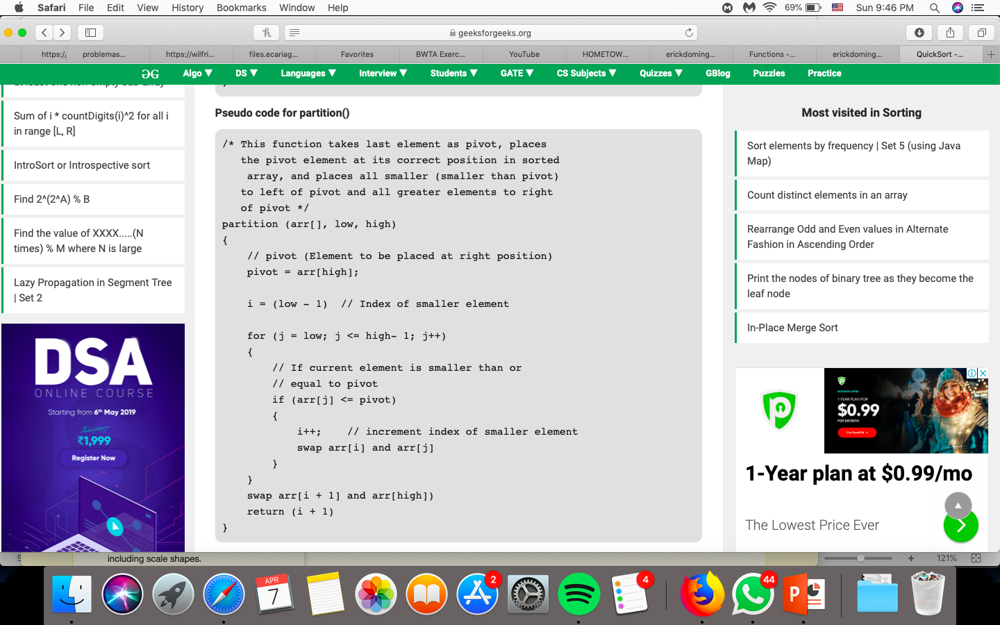 Safari File Edit View History Bookmarks Window Help
69% Sun 9:46 PM
geeksforgeeks.org
https:/ problemas... https://wilfri... files.ecariag... Favorites BWTA Exerc... YouTube HOMETOW... erickdoming... Functions -... erickdoming... QuickSort -...
Algo ▼ DS ▼ Languages ▼ Interview ▼ Students ▼ GATE ▼ CS Subjects ▼ Quizzes ▼ GBlog Puzzles Practice
Sum of i * countDigits(i)^2 for all i
in range [L, R]
IntroSort or Introspective sort
Find 2^(2^A) % B
Find the value of XXXX.....(N
times) % M where N is large
Lazy Propagation in Segment Tree
| Set 2
DSA
ONLINE COURSE
Starting from 6th May 2019
₹4,999
₹1,999
Register Now
}
Pseudo code for partition()
/* This function takes last element as pivot, places
the pivot element at its correct position in sorted
array, and places all smaller (smaller than pivot)
to left of pivot and all greater elements to right
of pivot */
partition (arr[], low, high)
{
// pivot (Element to be placed at right position)
pivot = arr[high];
i = (low - 1)  // Index of smaller element
for (j = low; j <= high- 1; j++)
{
// If current element is smaller than or
// equal to pivot
if (arr[j] <= pivot)
{
i++;    // increment index of smaller element
swap arr[i] and arr[j]
}
}
swap arr[i + 1] and arr[high])
return (i + 1)
}
Most visited in Sorting
Sort elements by frequency | Set 5 (using Java
Map)
Count distinct elements in an array
Rearrange Odd and Even values in Alternate
Fashion in Ascending Order
Print the nodes of binary tree as they become the
leaf node
In-Place Merge Sort
EXCLUSIVE OFFER
1 YEAR PLAN FOR
$0.99
PER MONTH
Get PureVPN
1-Year plan at $0.99/mo
The Lowest Price Ever
including scale shapes.
121%
APR
7
2
4
44
P